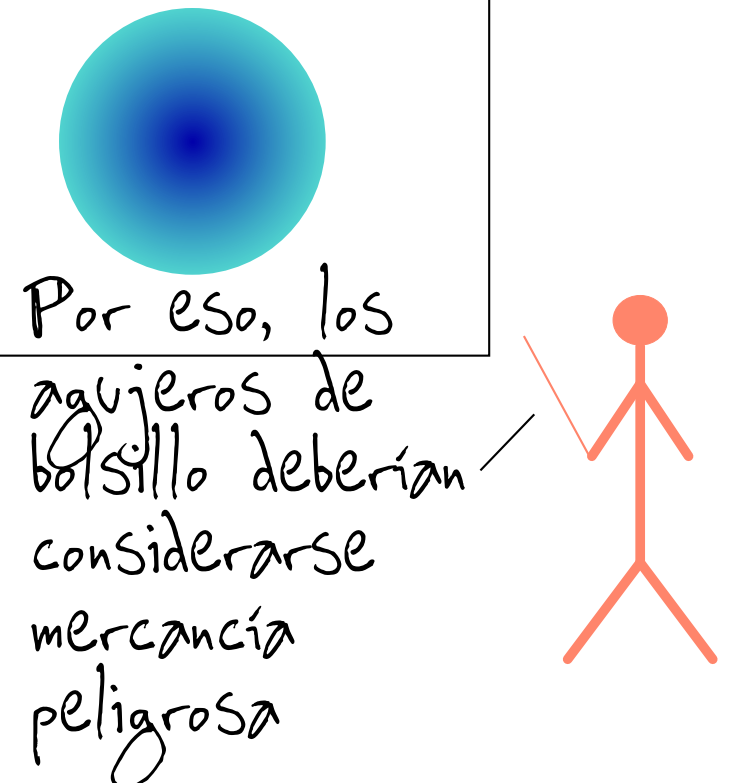 Por eso, los
agujeros de
bolsillo deberían
considerarse
mercancía
peligrosa